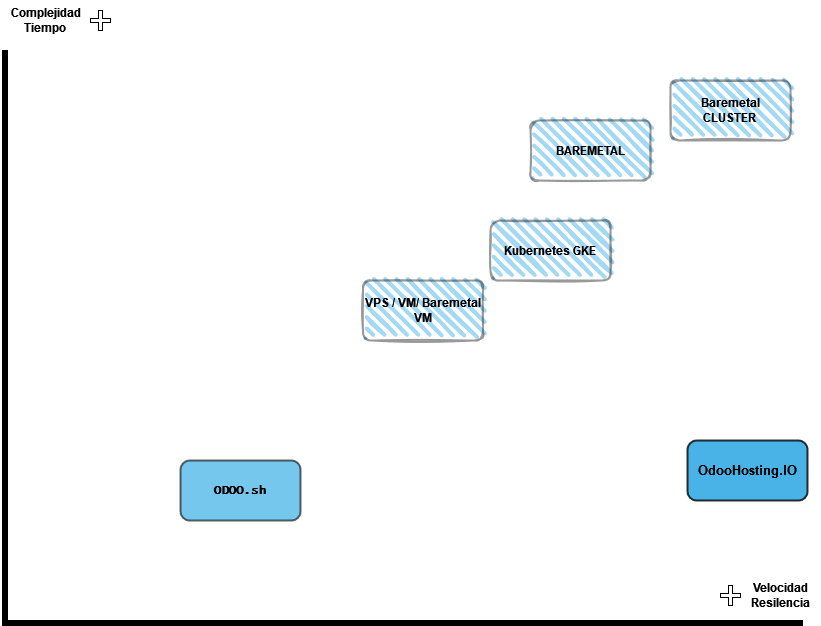 Complejidad
Tiempo
Baremetal
CLUSTER
BAREMETAL
Kubernetes GKE
VPS / VM/ Baremetal
VM
OdooHosting.IO
ODOO.sh
Velocidad
Resilencia